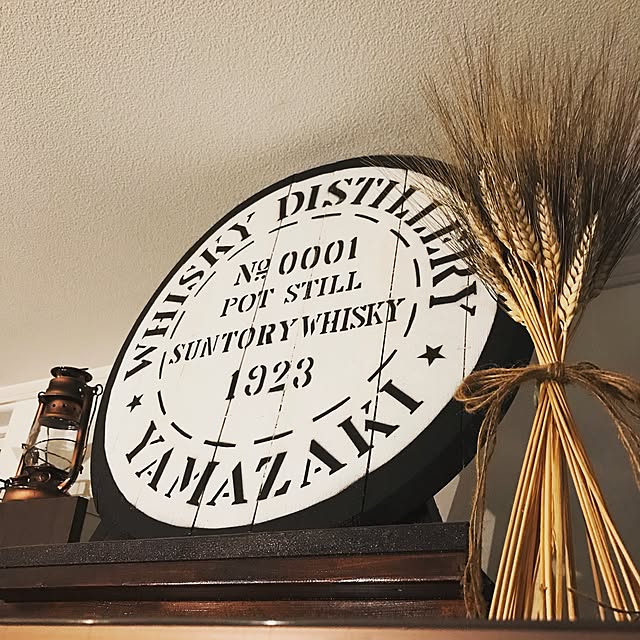 WHISKY DISTILLERY
No 0001
POT STILL
SUNTORY WHISKY
1923
★ YAMAZAKI ★